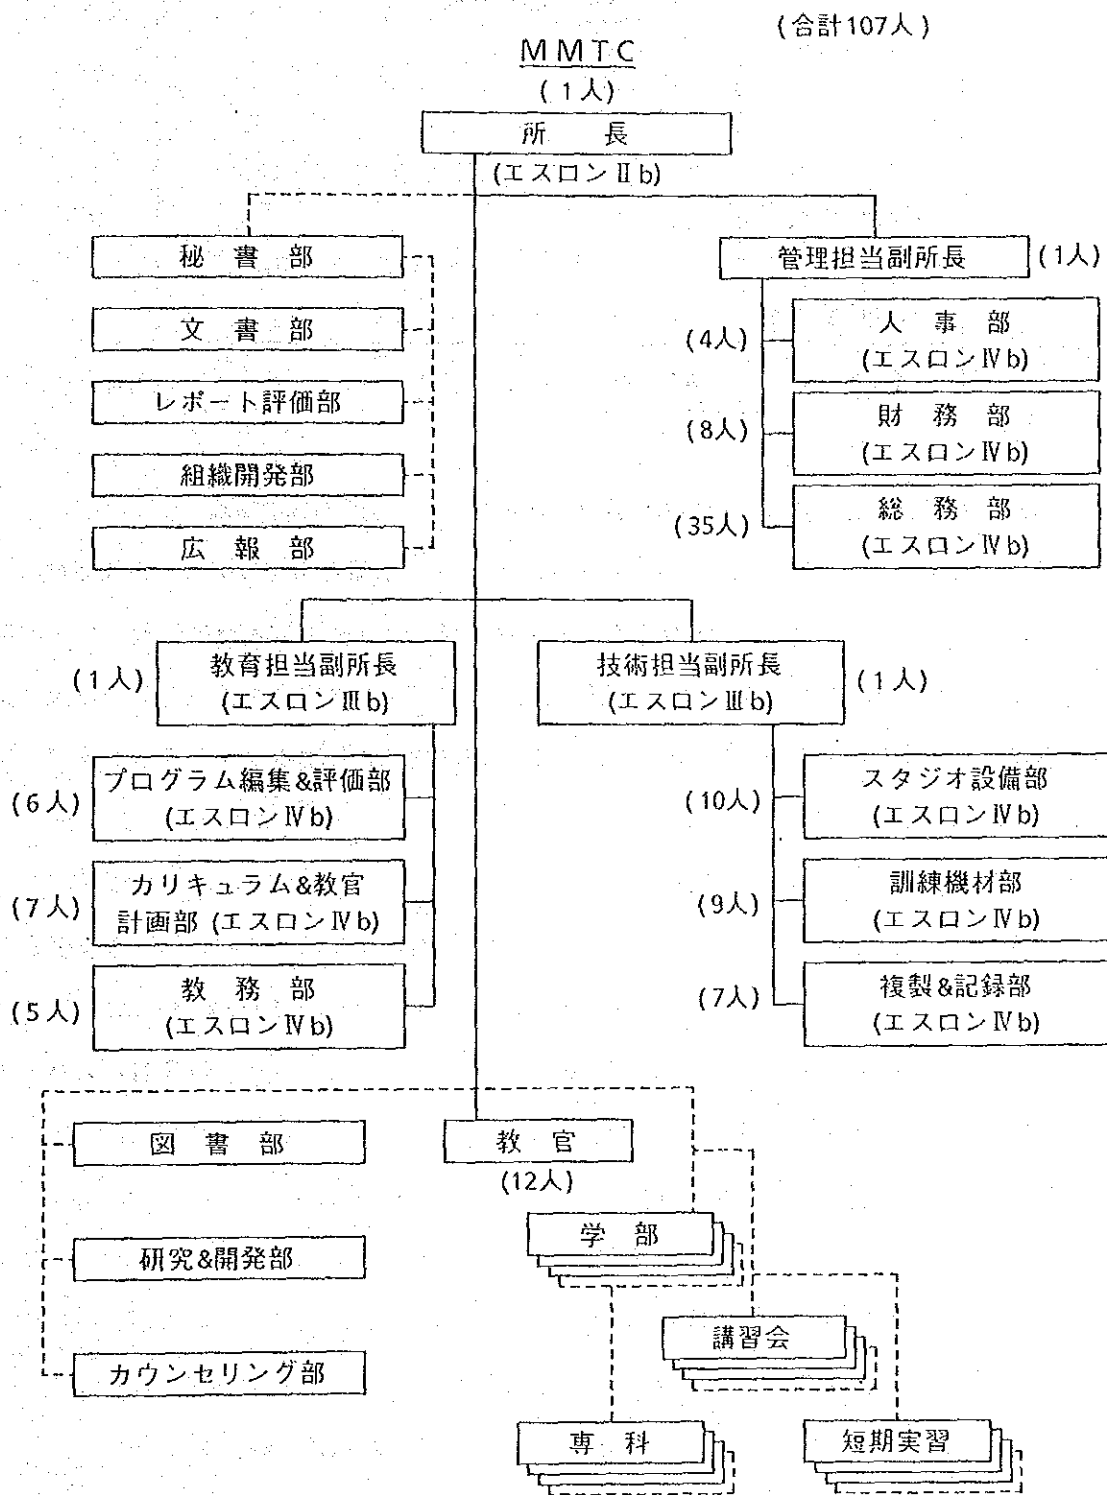 (合計107人)
MMTC
(1人)
所 長
(エスロンⅡb)
秘 書 部
文 書 部
レポート評価部
組織開発部
広 報 部
管理担当副所長 (1人)
(4人) 人 事 部
(エスロンⅣb)
(8人) 財 務 部
(エスロンⅣb)
(35人) 総 務 部
(エスロンⅣb)
(1人) 教育担当副所長
(エスロンⅢb)
技術担当副所長 (1人)
(エスロンⅢb)
(6人) プログラム編集&評価部
(エスロンⅣb)
(7人) カリキュラム&教官
計画部 (エスロンⅣb)
(5人) 教 務 部
(エスロンⅣb)
(10人) スタジオ設備部
(エスロンⅣb)
(9人) 訓練機材部
(エスロンⅣb)
(7人) 複製&記録部
(エスロンⅣb)
図 書 部
研究&開発部
カウンセリング部
教 官
(12人)
学 部
講習会
専 科
短期実習